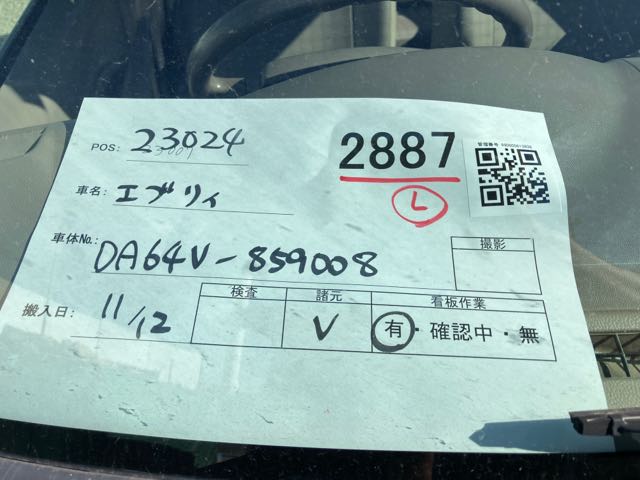 POS: 23024
2887
L
車名: エブリィ
車体No.: DA64V-859008
撮影
搬入日: 11/12
検査 諸元 看板作業
V 有・確認中・無